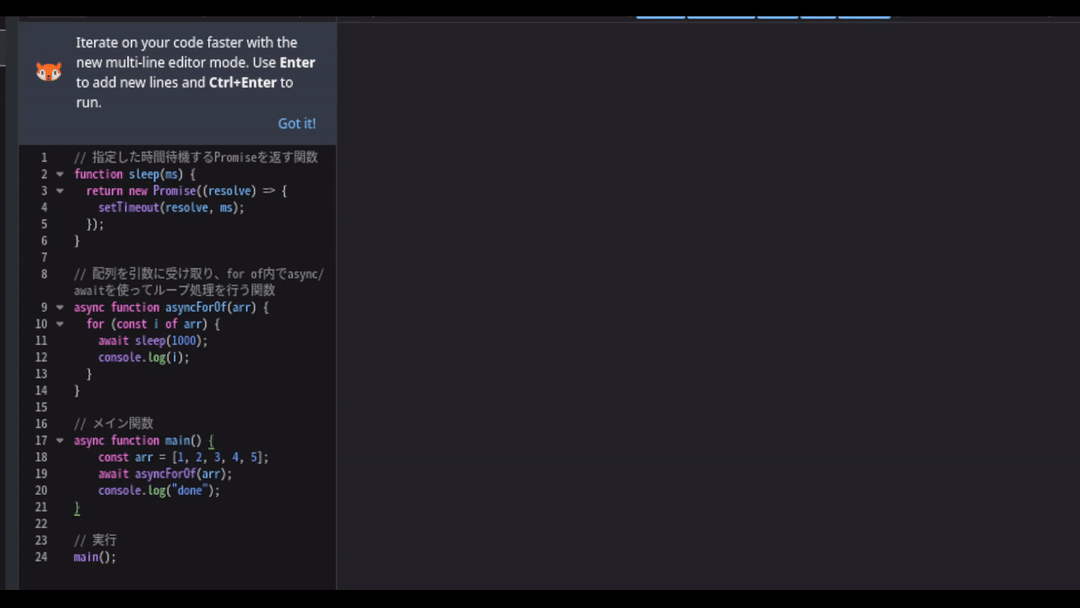 Iterate on your code faster with the
new multi-line editor mode. Use Enter
to add new lines and Ctrl+Enter to
run.
Got it!
1 // 指定した時間待機するPromiseを返す関数
2 function sleep(ms) {
3 return new Promise((resolve) => {
4 setTimeout(resolve, ms);
5 });
6 }
7
8 // 配列を引数に受け取り、for of内でasync/
awaitを使ってループ処理を行う関数
9 async function asyncForOf(arr) {
10 for (const i of arr) {
11 await sleep(1000);
12 console.log(i);
13 }
14 }
15
16 // メイン関数
17 async function main() {
18 const arr = [1, 2, 3, 4, 5];
19 await asyncForOf(arr);
20 console.log("done");
21 }
22
23 // 実行
24 main();